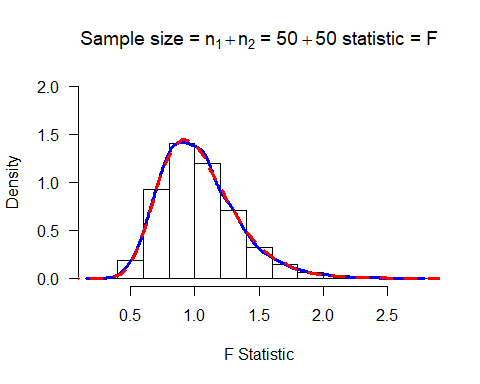 Sample size = n₁+n₂ = 50+50 statistic = F
2.0
1.5
1.0
0.5
0.0
Density
0.5 1.0 1.5 2.0 2.5
F Statistic